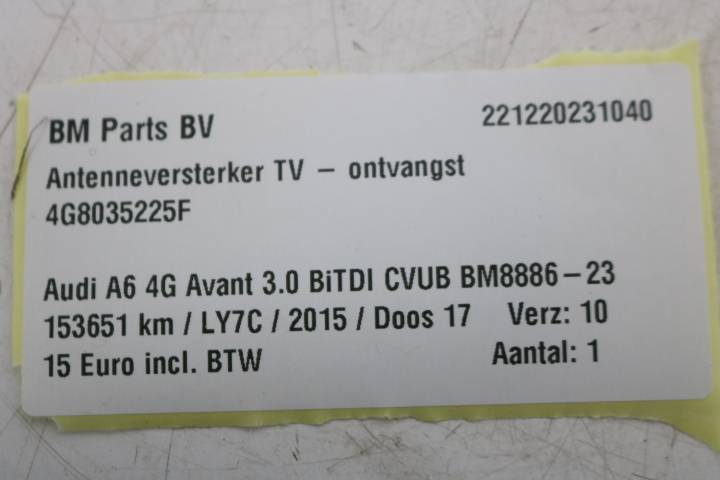 BM Parts BV 221220231040
Antenneversterker TV – ontvangst
4G8035225F
Audi A6 4G Avant 3.0 BiTDI CVUB BM8886–23
153651 km / LY7C / 2015 / Doos 17 Verz: 10
15 Euro incl. BTW Aantal: 1